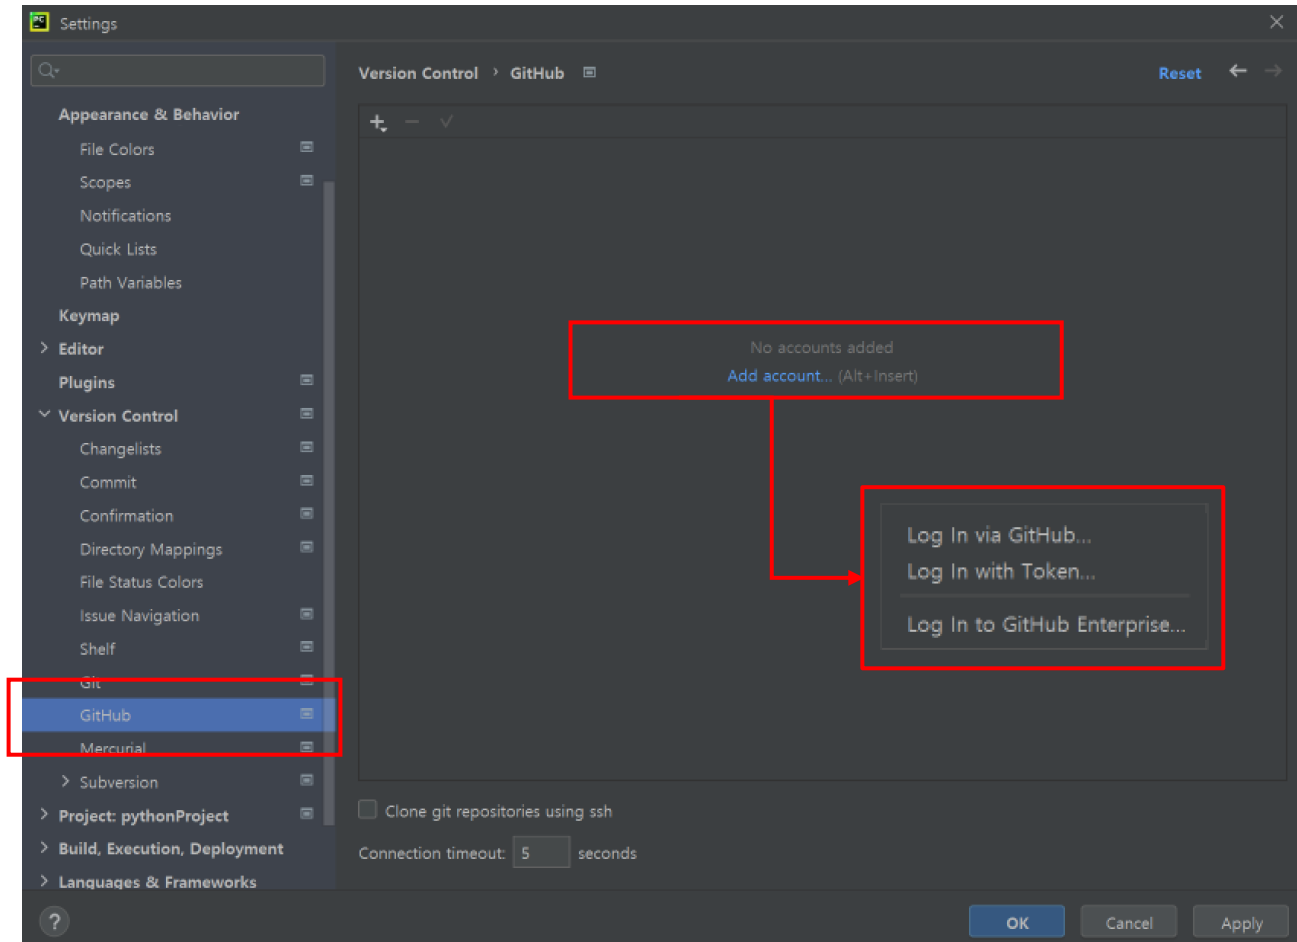 PC
Settings
Appearance & Behavior
File Colors
Scopes
Notifications
Quick Lists
Path Variables
Keymap
Editor
Plugins
Version Control
Changelists
Commit
Confirmation
Directory Mappings
File Status Colors
Issue Navigation
Shelf
Git
GitHub
Mercurial
Subversion
Project: pythonProject
Build, Execution, Deployment
Languages & Frameworks
?
Version Control › GitHub
Reset
No accounts added
Add account... (Alt+Insert)
Log In via GitHub...
Log In with Token...
Log In to GitHub Enterprise...
Clone git repositories using ssh
Connection timeout: 5 seconds
OK
Cancel
Apply